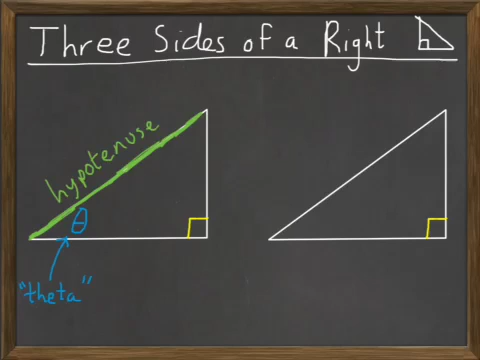 Three Sides of a Right
hypotenuse
θ
"theta"